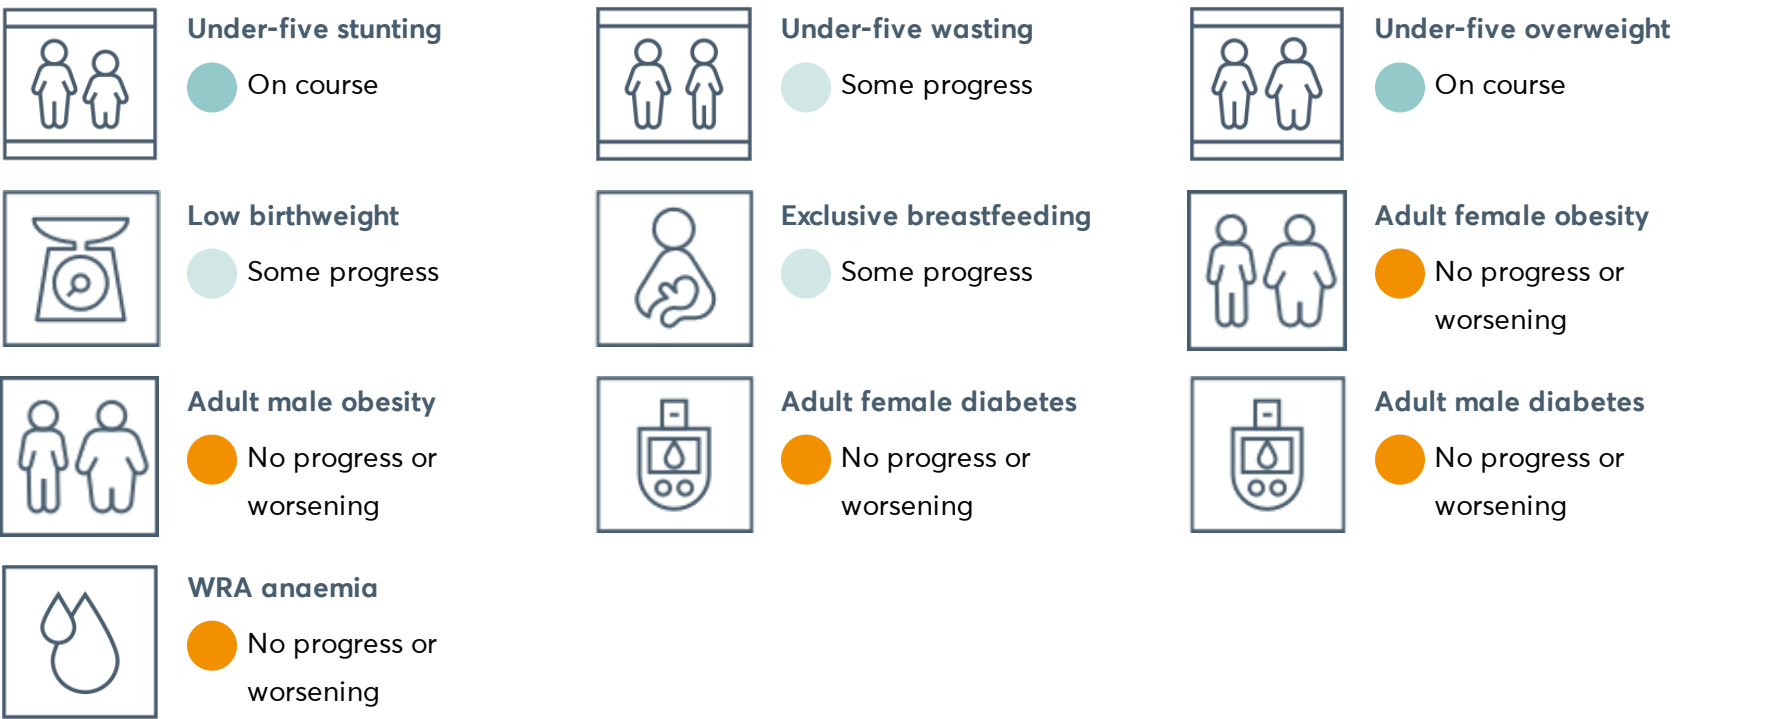 Under-five stunting
On course
Under-five wasting
Some progress
Under-five overweight
On course
Low birthweight
Some progress
Exclusive breastfeeding
Some progress
Adult female obesity
No progress or
worsening
Adult male obesity
No progress or
worsening
Adult female diabetes
No progress or
worsening
Adult male diabetes
No progress or
worsening
WRA anaemia
No progress or
worsening